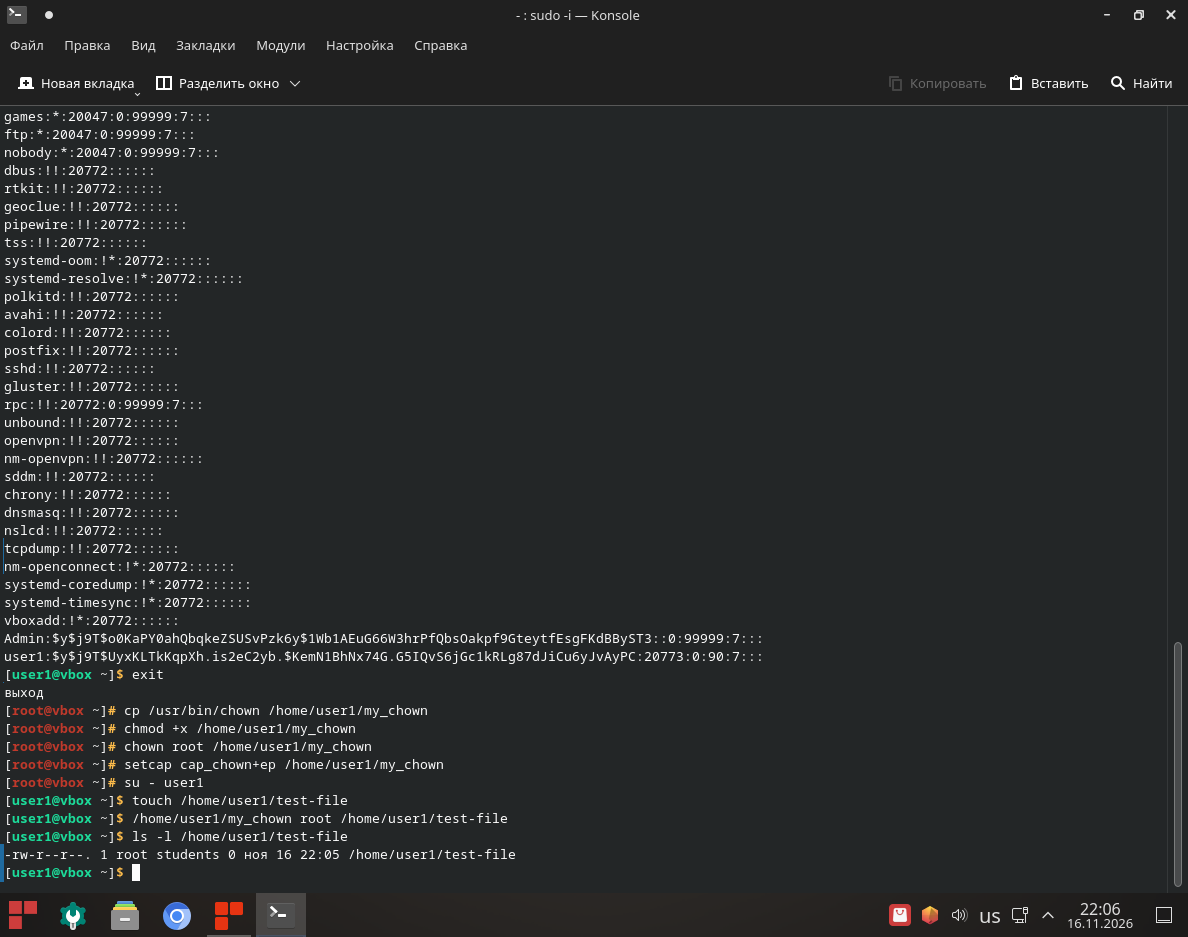 - : sudo -i — Konsole
Файл Правка Вид Закладки Модули Настройка Справка
Новая вкладка Разделить окно Копировать Вставить Найти
games:*:20047:0:99999:7:::
ftp:*:20047:0:99999:7:::
nobody:*:20047:0:99999:7:::
dbus:!!:20772::::::
rtkit:!!:20772::::::
geoclue:!!:20772::::::
pipewire:!!:20772::::::
tss:!!:20772::::::
systemd-oom:!*:20772::::::
systemd-resolve:!*:20772::::::
polkitd:!!:20772::::::
avahi:!!:20772::::::
colord:!!:20772::::::
postfix:!!:20772::::::
sshd:!!:20772::::::
gluster:!!:20772::::::
rpc:!!:20772:0:99999:7:::
unbound:!!:20772::::::
openvpn:!!:20772::::::
nm-openvpn:!!:20772::::::
sddm:!!:20772::::::
chrony:!!:20772::::::
dnsmasq:!!:20772::::::
nslcd:!!:20772::::::
tcpdump:!!:20772::::::
nm-openconnect:!*:20772::::::
systemd-coredump:!*:20772::::::
systemd-timesync:!*:20772::::::
vboxadd:!*:20772::::::
Admin:$y$j9T$o0KaPY0ahQbqkeZSUSvPzk6y$1Wb1AEuG66W3hrPfQbsOakpf9GteytfEsgFKdBByST3::0:99999:7:::
user1:$y$j9T$UyxKLTkKqpXh.is2eC2yb.$KemN1BhNx74G.G5IQvS6jGc1kRLg87dJiCu6yJvAyPC:20773:0:90:7:::
[user1@vbox ~]$ exit
выход
[root@vbox ~]# cp /usr/bin/chown /home/user1/my_chown
[root@vbox ~]# chmod +x /home/user1/my_chown
[root@vbox ~]# chown root /home/user1/my_chown
[root@vbox ~]# setcap cap_chown+ep /home/user1/my_chown
[root@vbox ~]# su - user1
[user1@vbox ~]$ touch /home/user1/test-file
[user1@vbox ~]$ /home/user1/my_chown root /home/user1/test-file
[user1@vbox ~]$ ls -l /home/user1/test-file
-rw-r--r--. 1 root students 0 ноя 16 22:05 /home/user1/test-file
[user1@vbox ~]$
us
22:06
16.11.2026